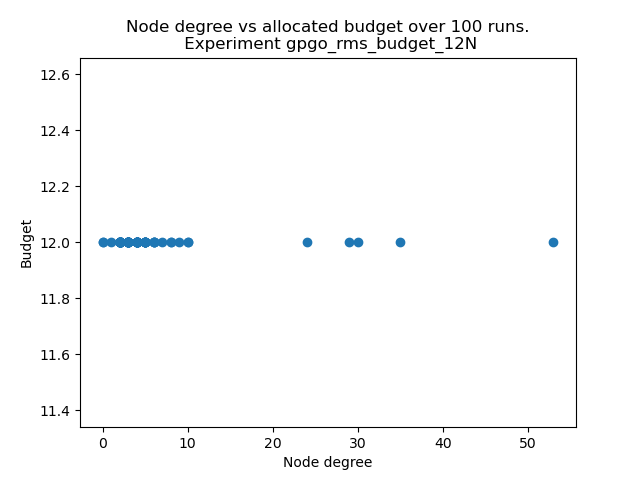 Node degree vs allocated budget over 100 runs.
Experiment gpgo_rms_budget_12N
12.6
12.4
12.2
12.0
11.8
11.6
11.4
Budget
0 10 20 30 40 50
Node degree